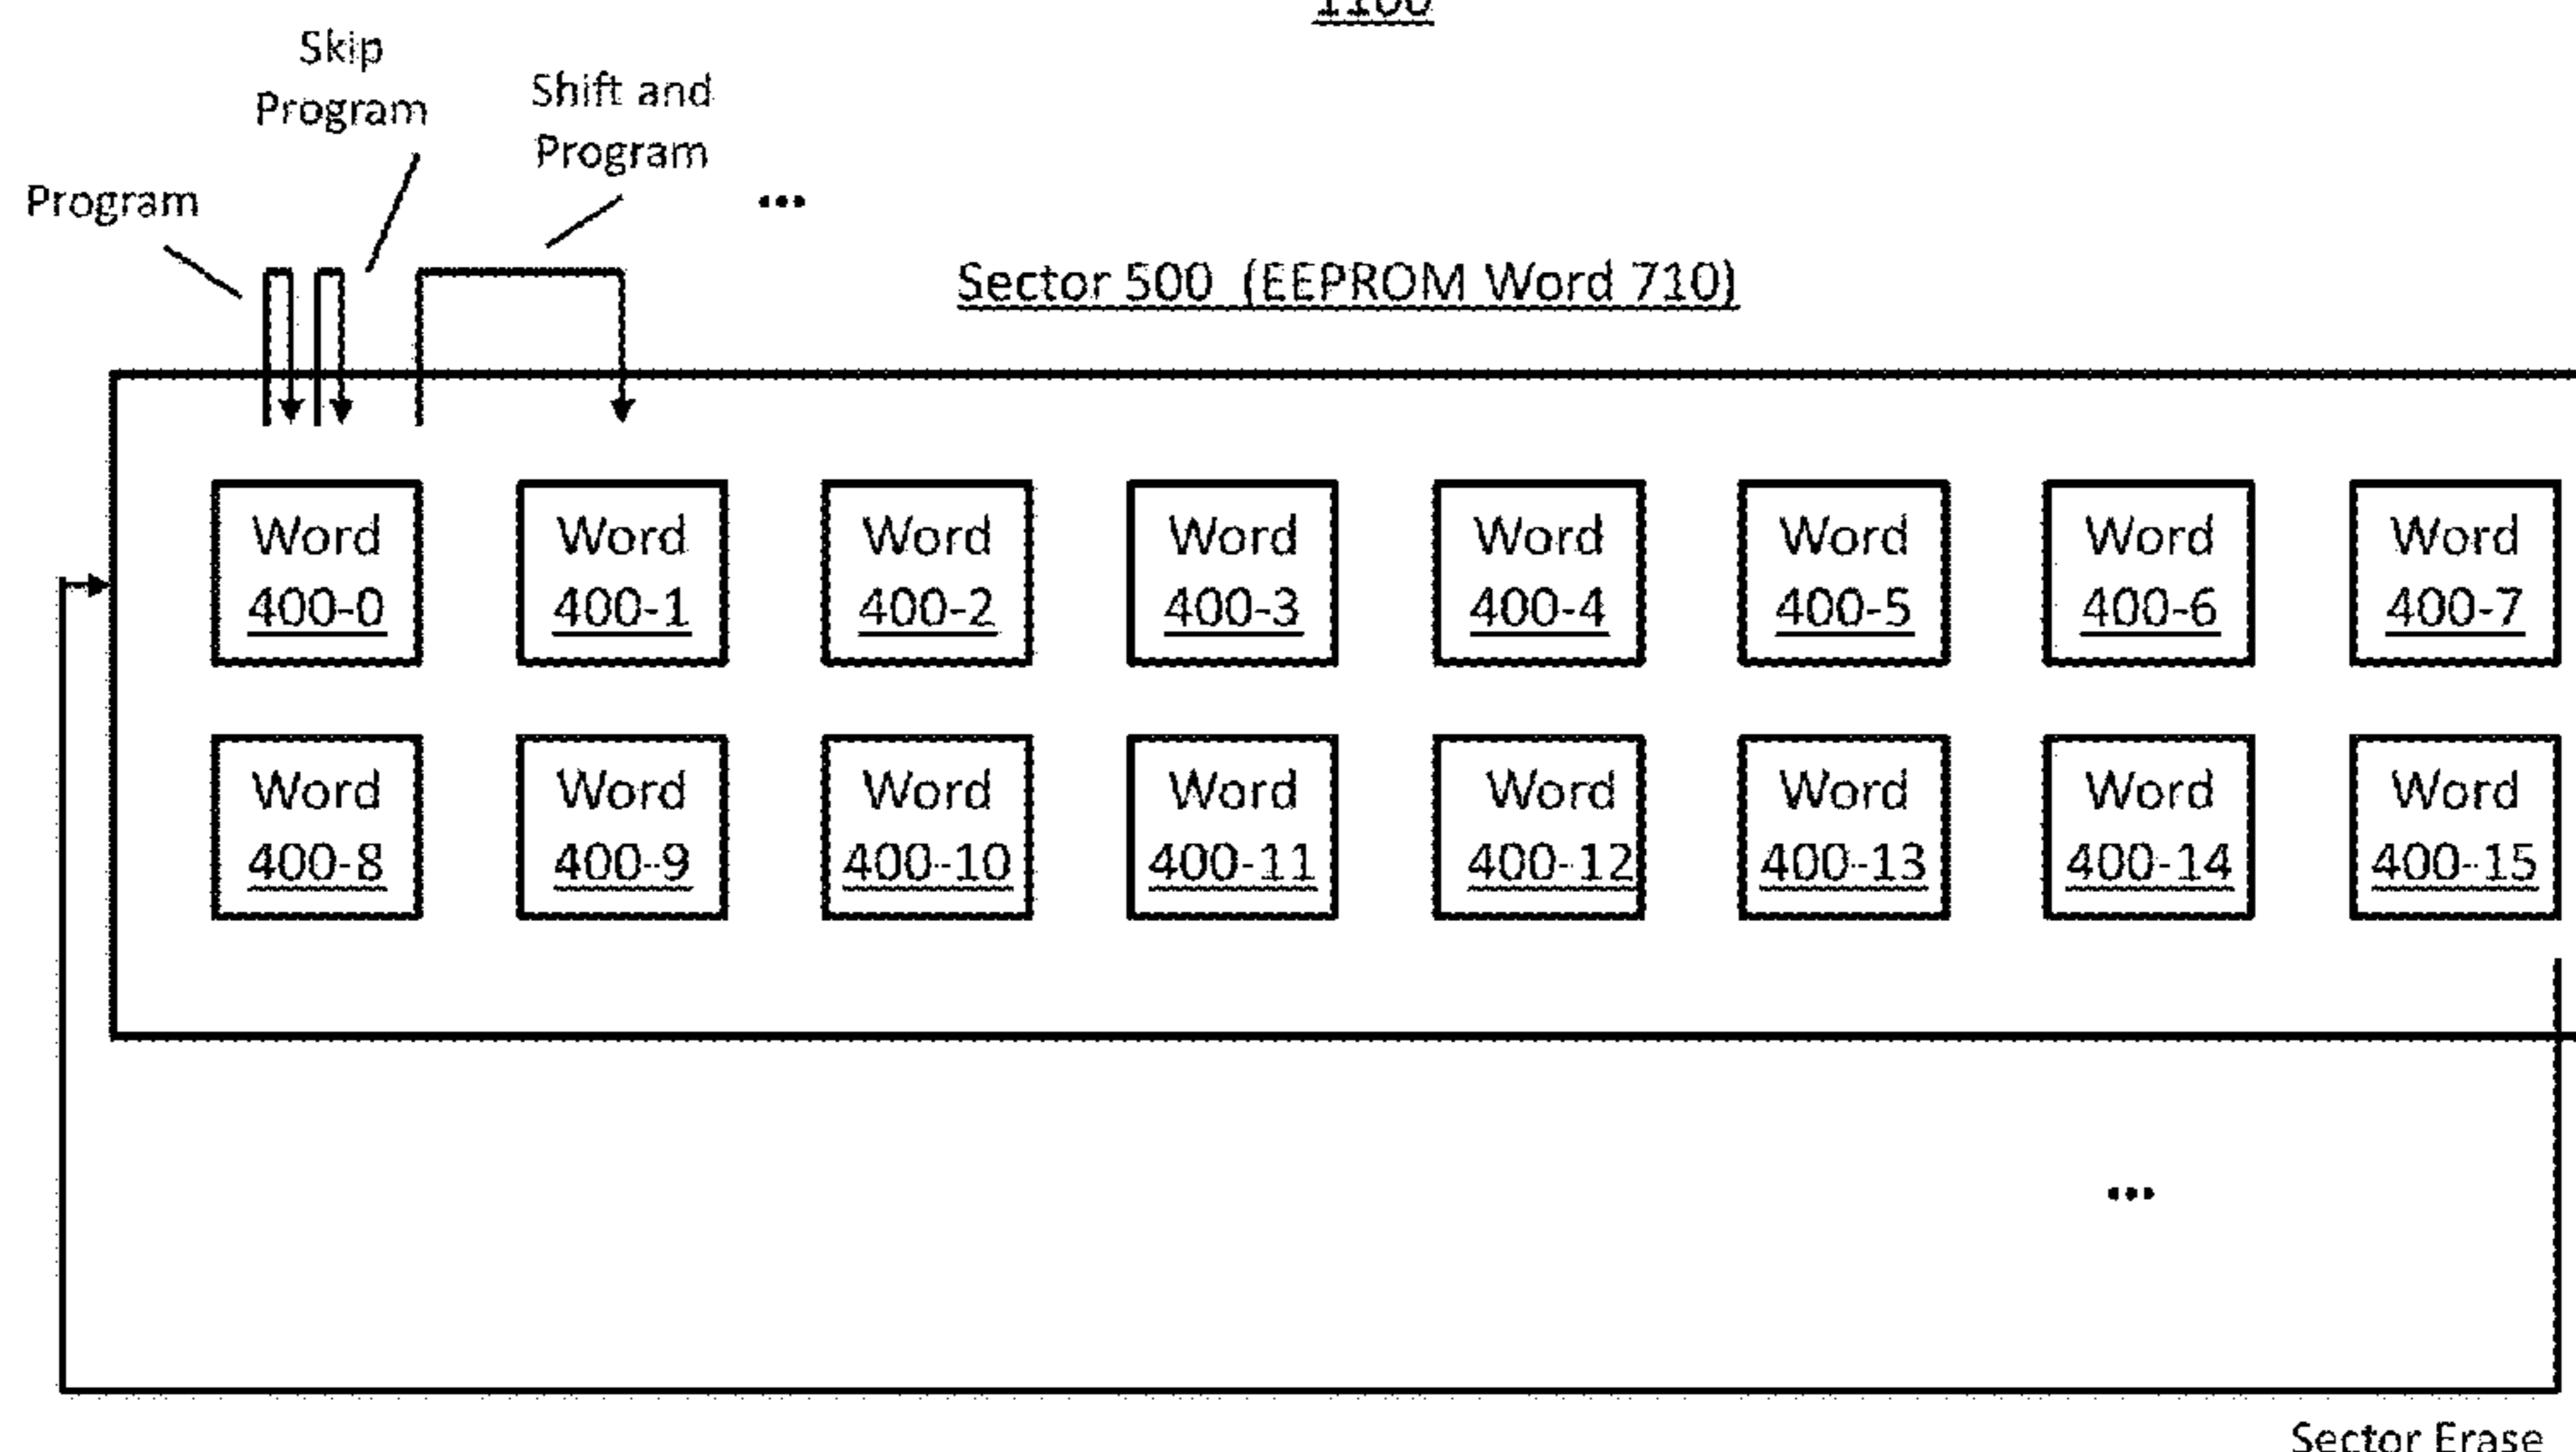 1100
Skip
Program
Shift and
Program
Program
...
Sector 500 (EEPROM Word 710)
Word Word Word Word Word Word Word Word
400-0 400-1 400-2 400-3 400-4 400-5 400-6 400-7
Word Word Word Word Word Word Word Word
400-8 400-9 400-10 400-11 400-12 400-13 400-14 400-15
...
Sector Erase